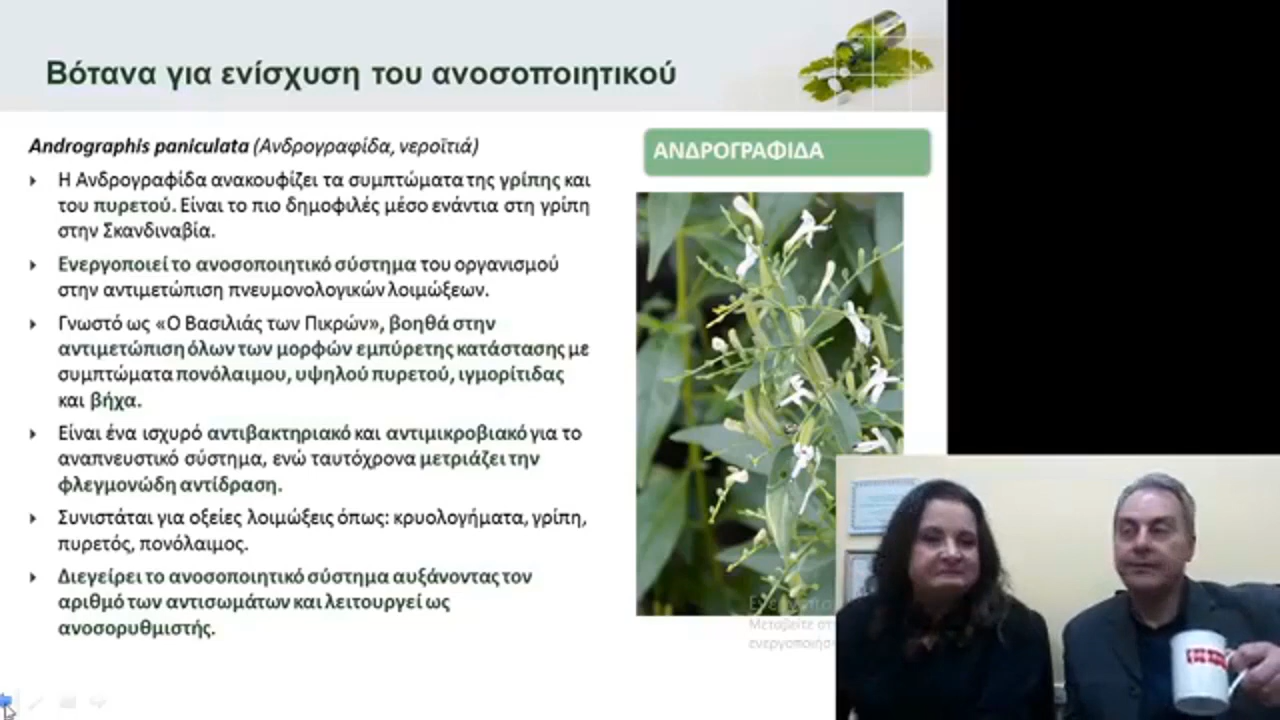 Βότανα για ενίσχυση του ανοσοποιητικού
Andrographis paniculata (Ανδρογραφίδα, νεροϊτιά)
Η Ανδρογραφίδα ανακουφίζει τα συμπτώματα της γρίπης και
του πυρετού. Είναι το πιο δημοφιλές μέσο ενάντια στη γρίπη
στην Σκανδιναβία.
Ενεργοποιεί το ανοσοποιητικό σύστημα του οργανισμού
στην αντιμετώπιση πνευμονολογικών λοιμώξεων.
Γνωστό ως «Ο Βασιλιάς των Πικρών», βοηθά στην
αντιμετώπιση όλων των μορφών εμπύρετης κατάστασης με
συμπτώματα πονόλαιμου, υψηλού πυρετού, ιγμορίτιδας
και βήχα.
Είναι ένα ισχυρό αντιβακτηριακό και αντιμικροβιακό για το
αναπνευστικό σύστημα, ενώ ταυτόχρονα μετριάζει την
φλεγμονώδη αντίδραση.
Συνιστάται για οξείες λοιμώξεις όπως: κρυολογήματα, γρίπη,
πυρετός, πονόλαιμος.
Διεγείρει το ανοσοποιητικό σύστημα αυξάνοντας τον
αριθμό των αντισωμάτων και λειτουργεί ως
ανοσορυθμιστής.
ΑΝΔΡΟΓΡΑΦΙΔΑ
Μεταβείτε